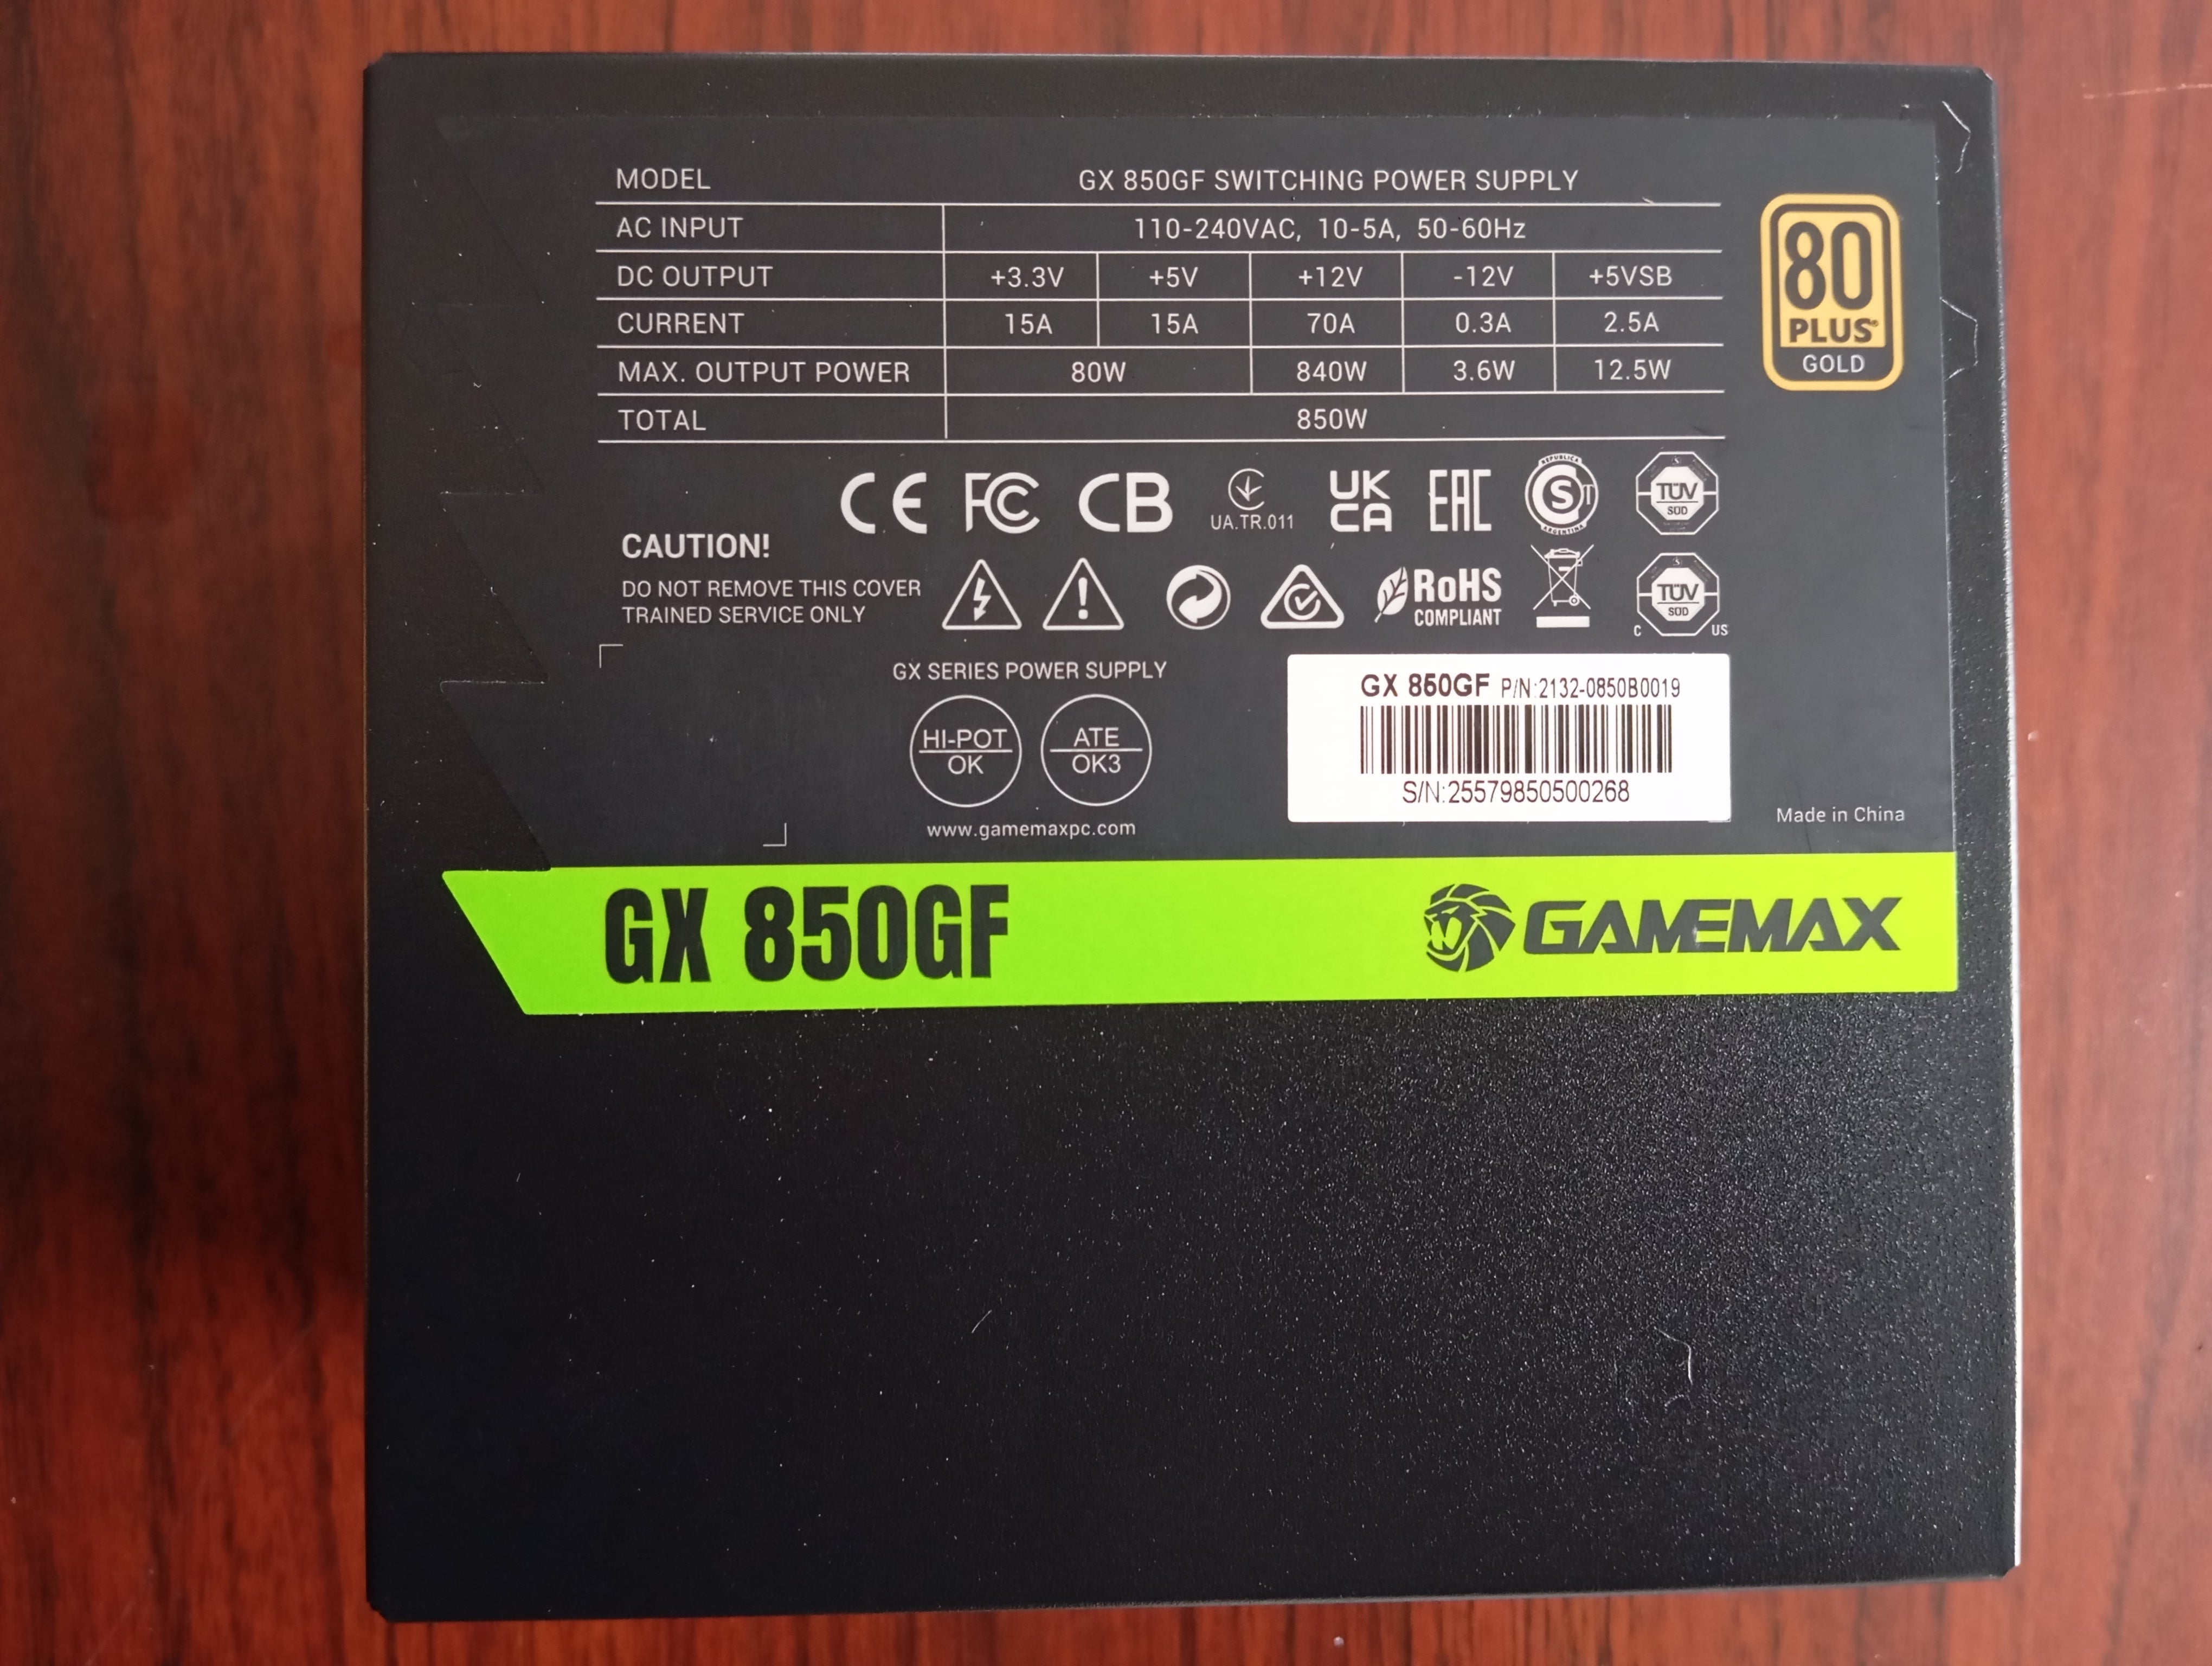 MODEL GX 850GF SWITCHING POWER SUPPLY
AC INPUT 110-240VAC, 10-5A, 50-60Hz
DC OUTPUT +3.3V +5V +12V -12V +5VSB
CURRENT 15A 15A 70A 0.3A 2.5A
MAX. OUTPUT POWER 80W 840W 3.6W 12.5W
TOTAL 850W
80
PLUS
GOLD
CE FC CB UA.TR.011 UK CA EAC REPUBLICA S T ARGENTINA TÜV SÜD
CAUTION!
DO NOT REMOVE THIS COVER
TRAINED SERVICE ONLY
RoHS
COMPLIANT
TÜV
SÜD
C US
GX SERIES POWER SUPPLY
HI-POT
OK
ATE
OK3
www.gamemaxpc.com
GX 850GF P/N:2132-0850B0019
S/N:25579850500268
Made in China
GX 850GF GAMEMAX